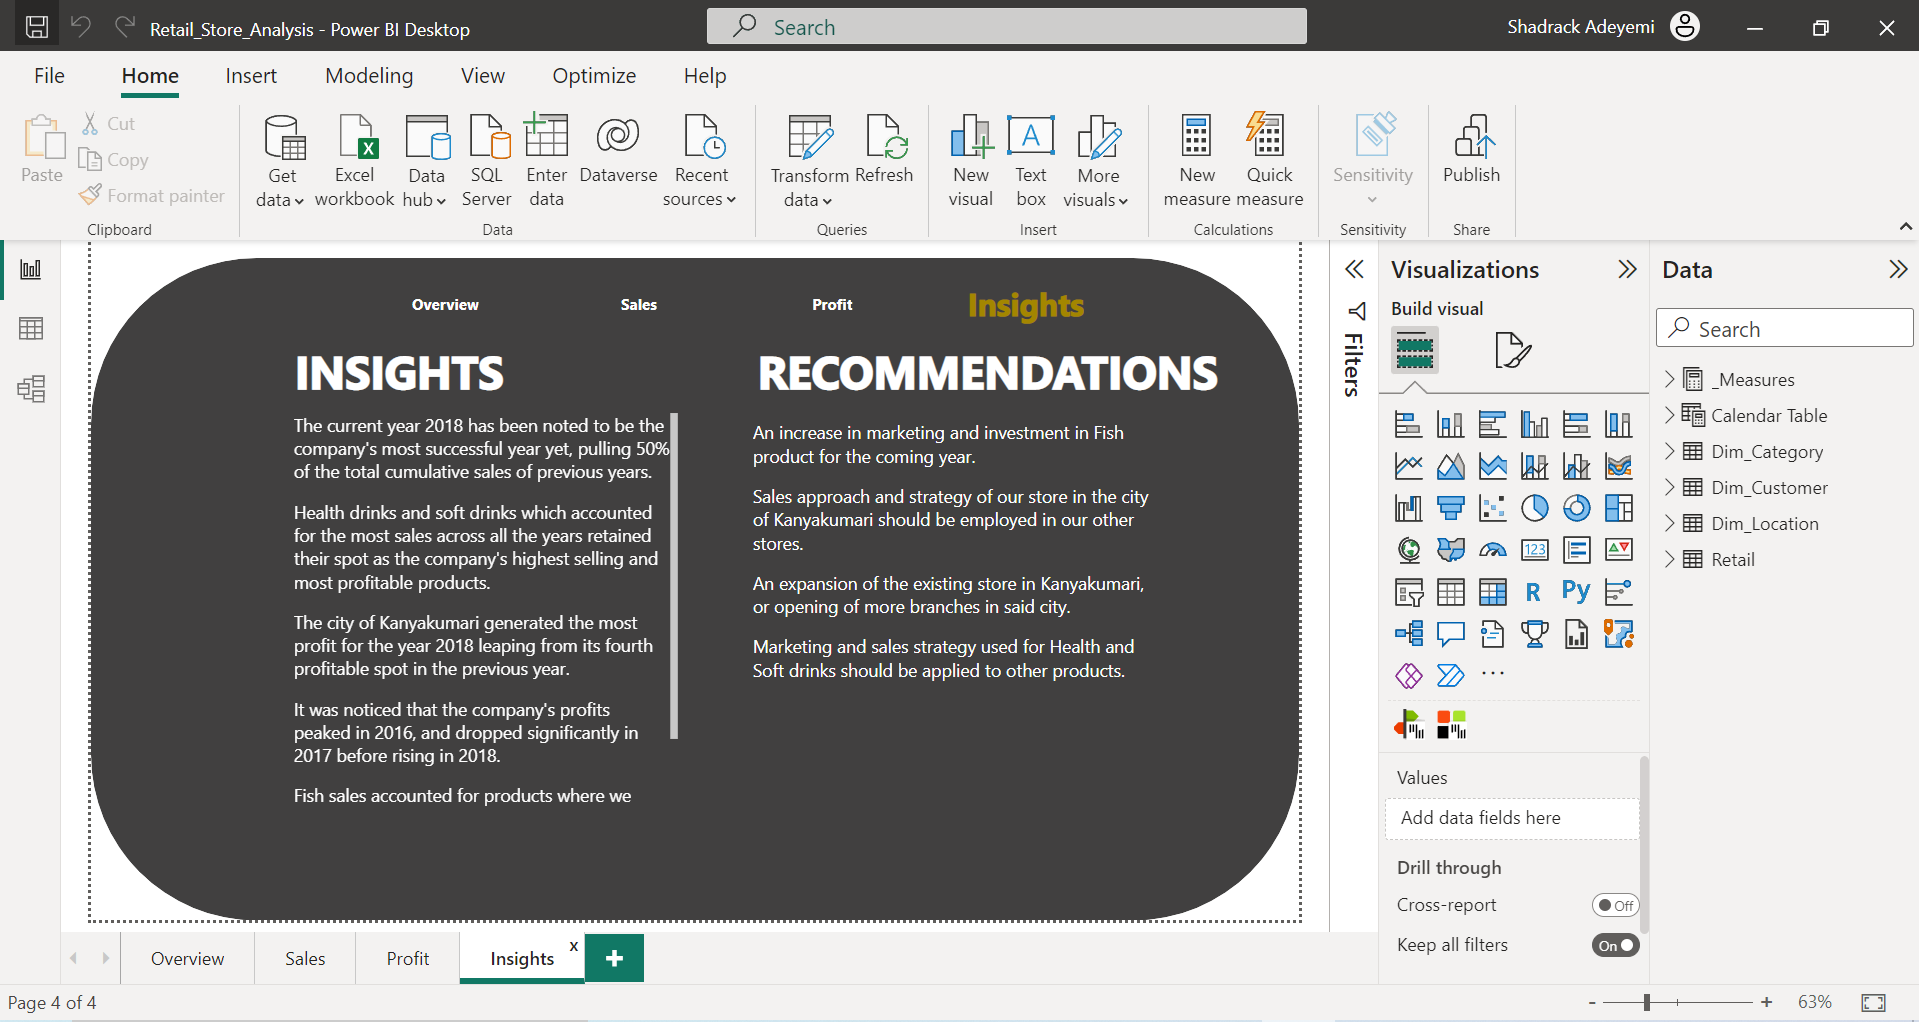 Retail_Store_Analysis - Power BI Desktop
Search
Shadrack Adeyemi
File
Home
Insert
Modeling
View
Optimize
Help
Paste
Cut
Copy
Format painter
Clipboard
Get data
Excel workbook
Data hub
SQL Server
Enter data
Dataverse
Recent sources
Data
Transform data
Refresh
Queries
New visual
A
Text box
More visuals
Insert
New measure
Quick measure
Calculations
Sensitivity
Sensitivity
Publish
Share
Overview
Sales
Profit
Insights
INSIGHTS
The current year 2018 has been noted to be the
company's most successful year yet, pulling 50%
of the total cumulative sales of previous years.
Health drinks and soft drinks which accounted
for the most sales across all the years retained
their spot as the company's highest selling and
most profitable products.
The city of Kanyakumari generated the most
profit for the year 2018 leaping from its fourth
profitable spot in the previous year.
It was noticed that the company's profits
peaked in 2016, and dropped significantly in
2017 before rising in 2018.
Fish sales accounted for products where we
RECOMMENDATIONS
An increase in marketing and investment in Fish
product for the coming year.
Sales approach and strategy of our store in the city
of Kanyakumari should be employed in our other
stores.
An expansion of the existing store in Kanyakumari,
or opening of more branches in said city.
Marketing and sales strategy used for Health and
Soft drinks should be applied to other products.
Filters
Visualizations
Build visual
123
R
Py
Values
Add data fields here
Drill through
Cross-report
Off
Keep all filters
On
Data
Search
_Measures
Calendar Table
Dim_Category
Dim_Customer
Dim_Location
Retail
Overview
Sales
Profit
Insights
x
+
Page 4 of 4
-
+
63%